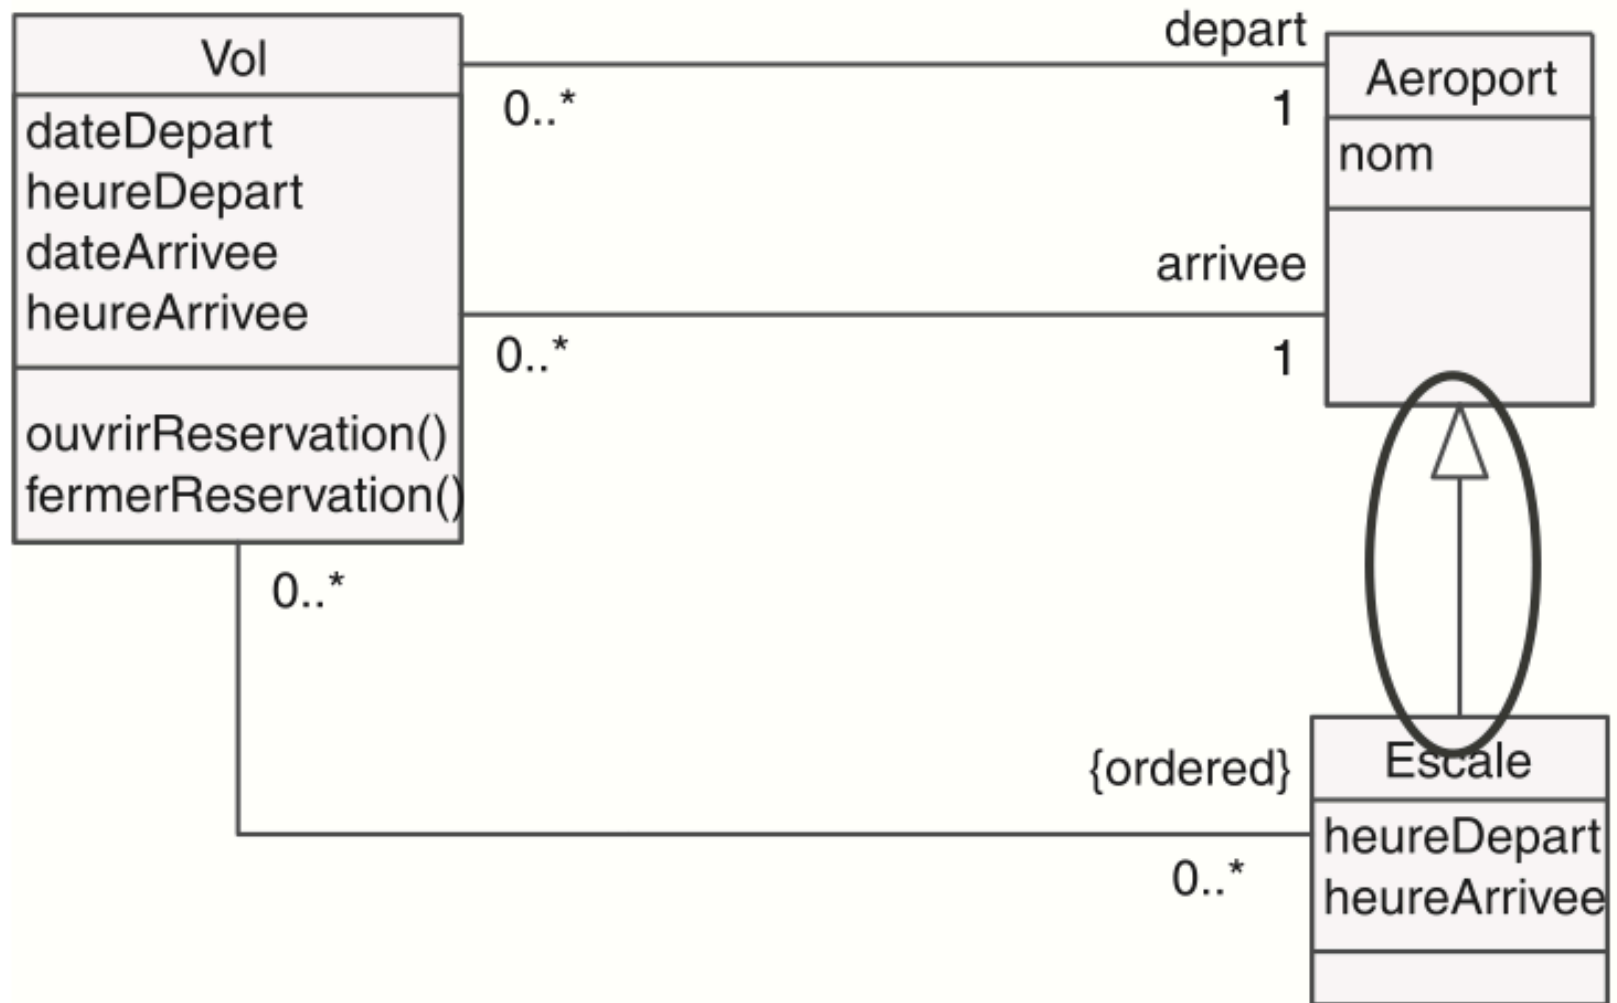 Vol
dateDepart
heureDepart
dateArrivee
heureArrivee
ouvrirReservation()
fermerReservation()
depart
0..*
1
arrivee
0..*
1
Aeroport
nom
0..*
{ordered}
0..*
Escale
heureDepart
heureArrivee